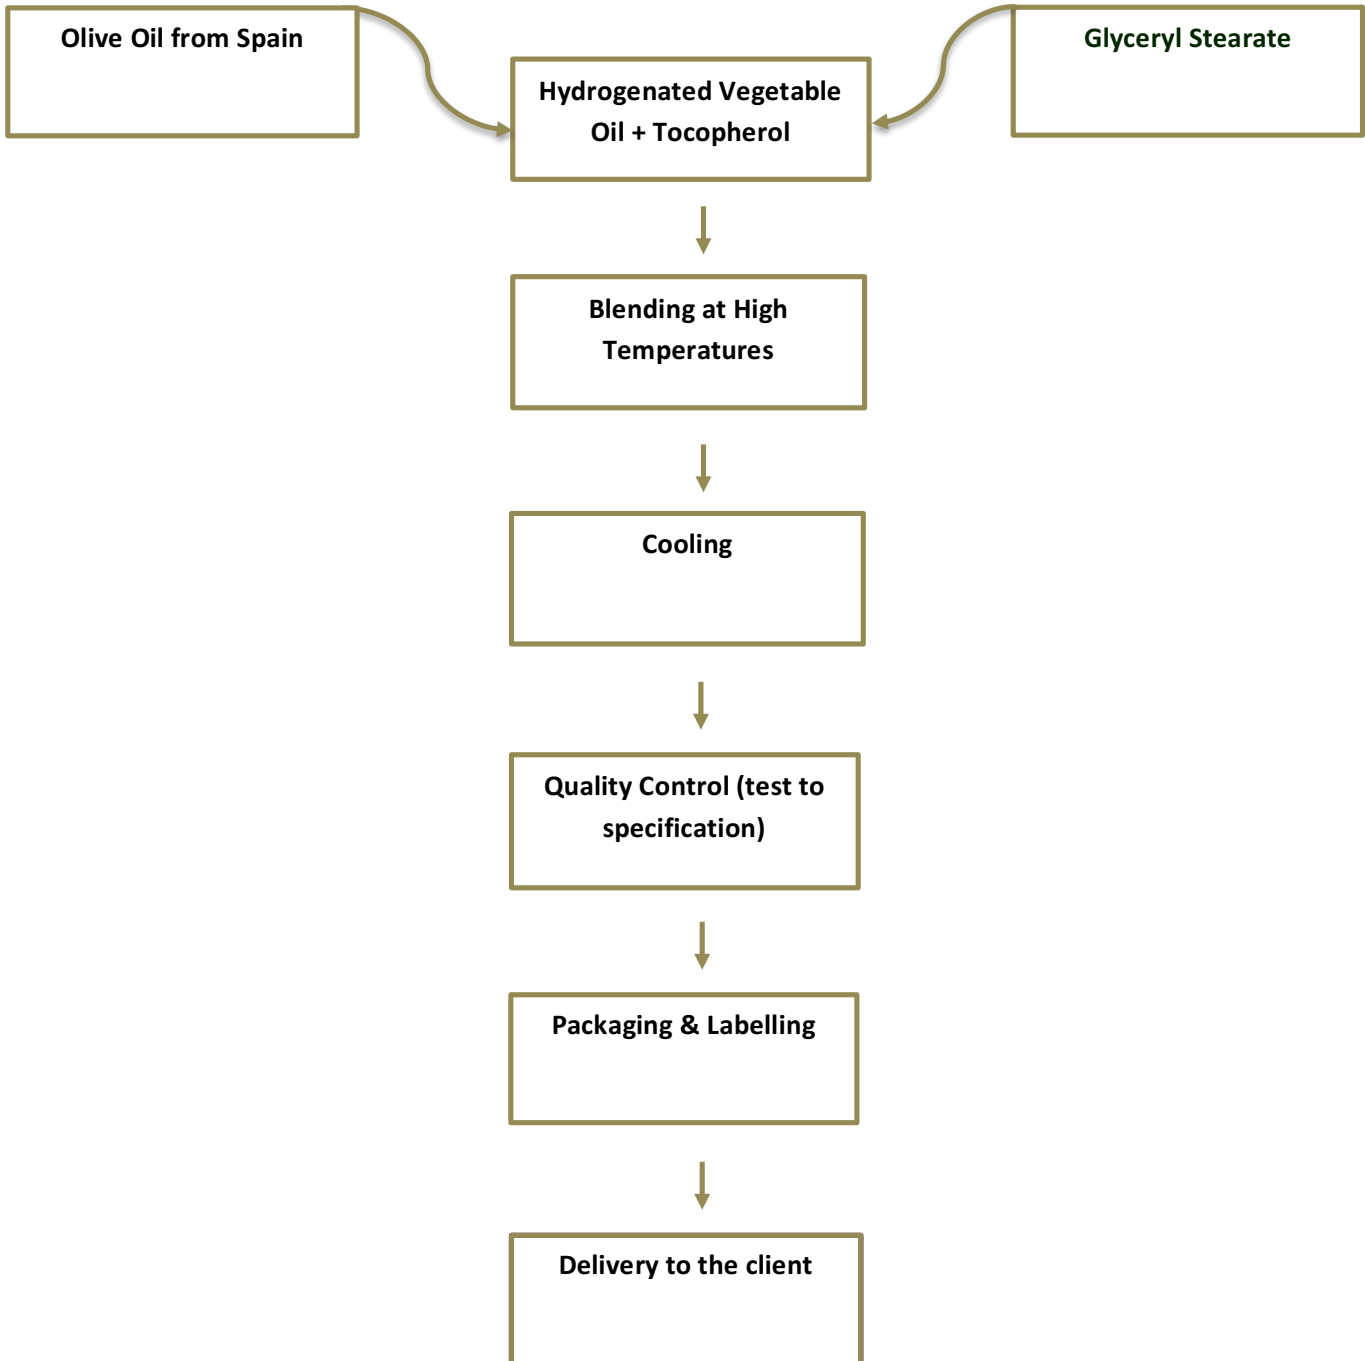 Olive Oil from Spain
Glyceryl Stearate
Hydrogenated Vegetable
Oil + Tocopherol
Blending at High
Temperatures
Cooling
Quality Control (test to
specification)
Packaging & Labelling
Delivery to the client